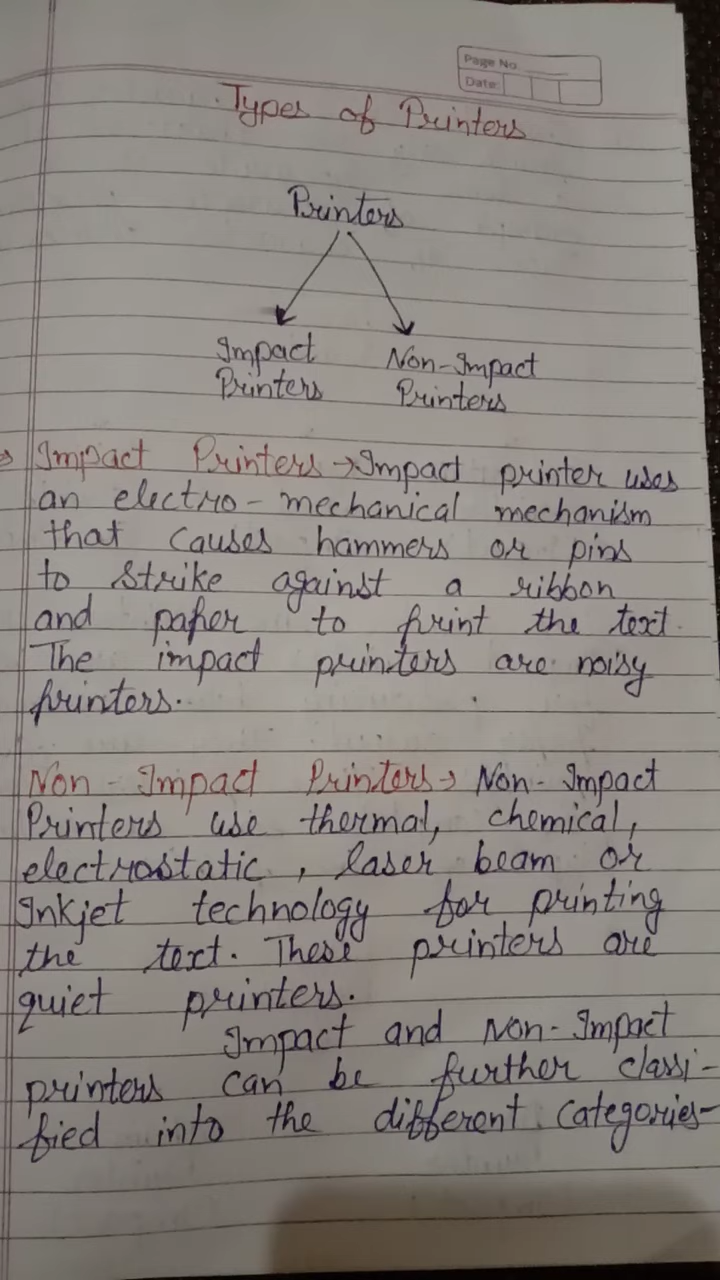 Page No.
Date:
Types of Printers
Printers
Impact Non-Impact
Printers Printers
Impact Printers → Impact printer uses
an electro-mechanical mechanism
that causes hammers or pins
to strike against a ribbon
and paper to print the text.
The impact printers are noisy
printers.
Non-Impact Printers → Non-Impact
Printers use thermal, chemical,
electrostatic, laser beam or
Inkjet technology for printing
the text. These printers are
quiet printers.
Impact and Non-Impact
printers can be further classi-
fied into the different categories-